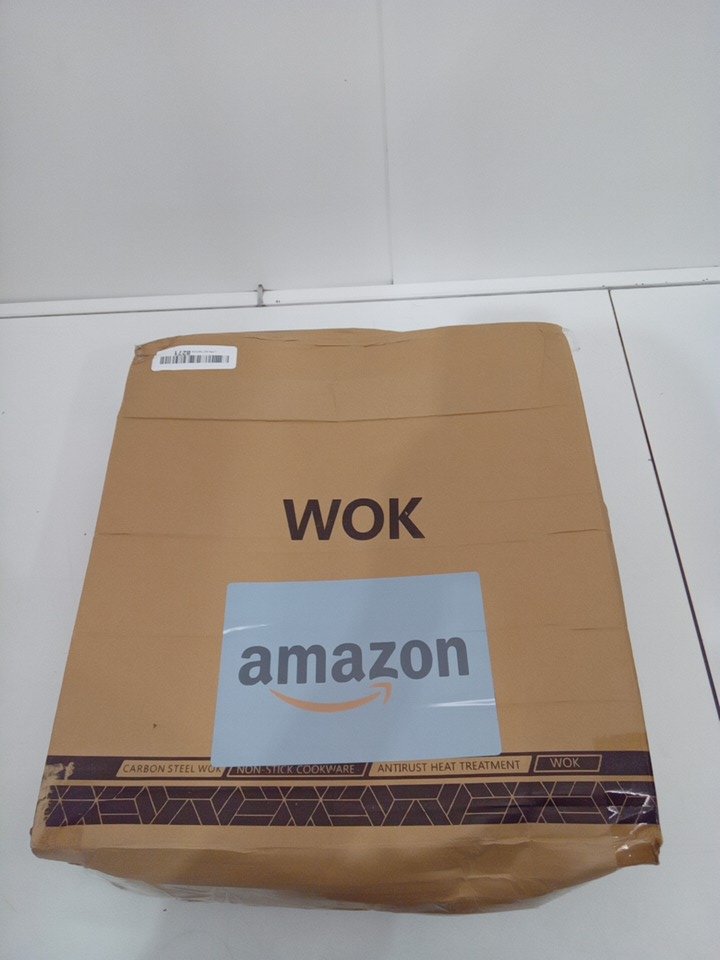 WOK
amazon
CARBON STEEL WOK NON-STICK COOKWARE ANTIRUST HEAT TREATMENT WOK